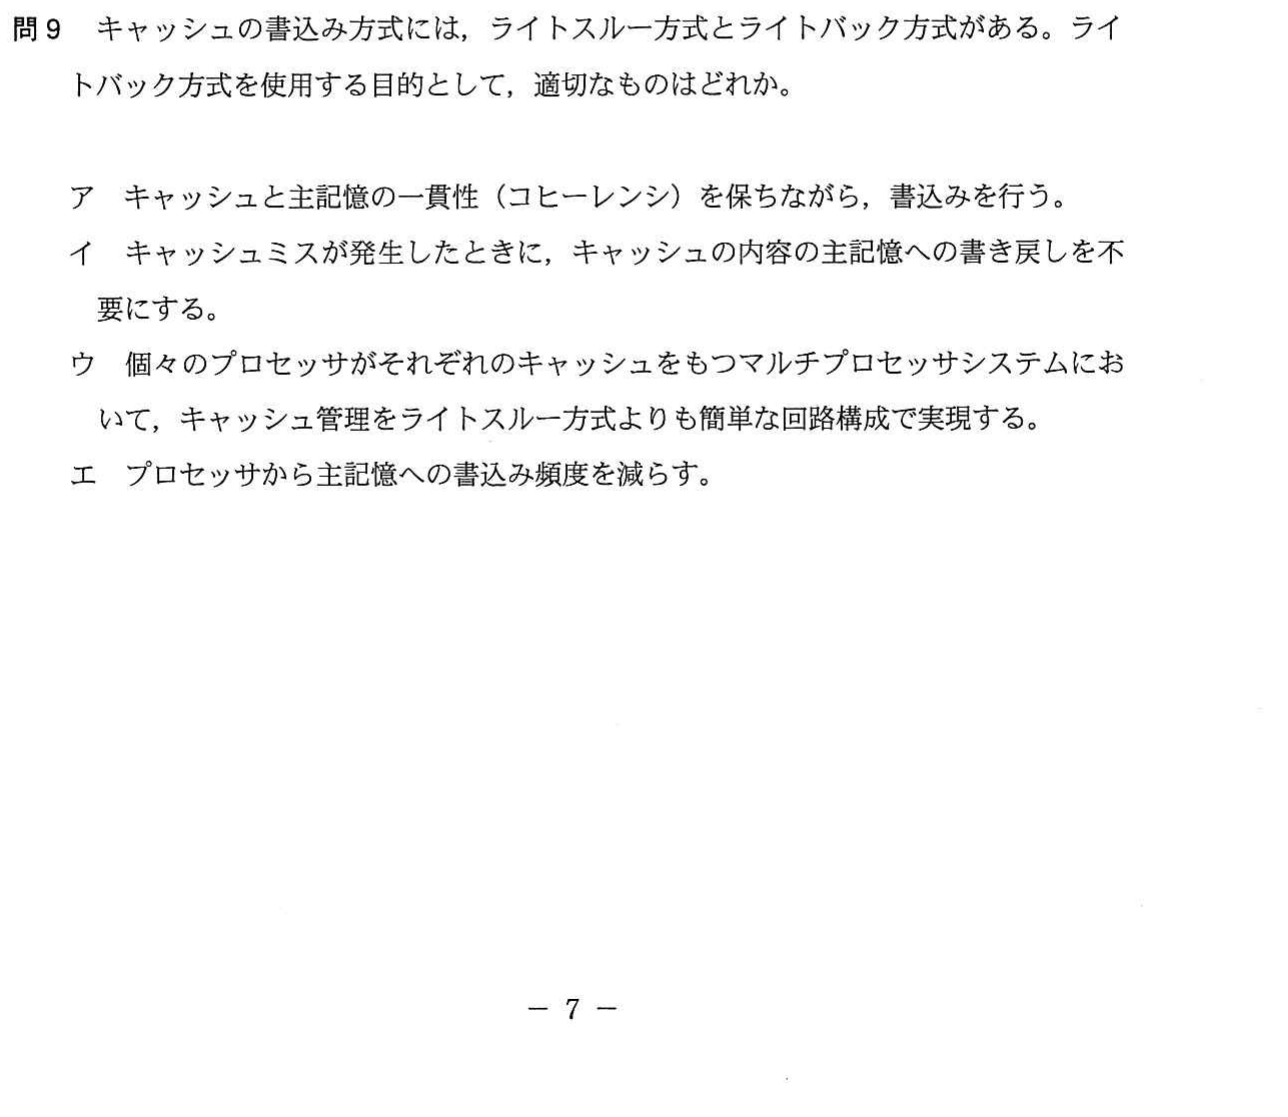 問9　キャッシュの書込み方式には，ライトスルー方式とライトバック方式がある。ライ
トバック方式を使用する目的として，適切なものはどれか。
ア　キャッシュと主記憶の一貫性（コヒーレンシ）を保ちながら，書込みを行う。
イ　キャッシュミスが発生したときに，キャッシュの内容の主記憶への書き戻しを不
要にする。
ウ　個々のプロセッサがそれぞれのキャッシュをもつマルチプロセッサシステムにお
いて，キャッシュ管理をライトスルー方式よりも簡単な回路構成で実現する。
エ　プロセッサから主記憶への書込み頻度を減らす。
－ 7 －